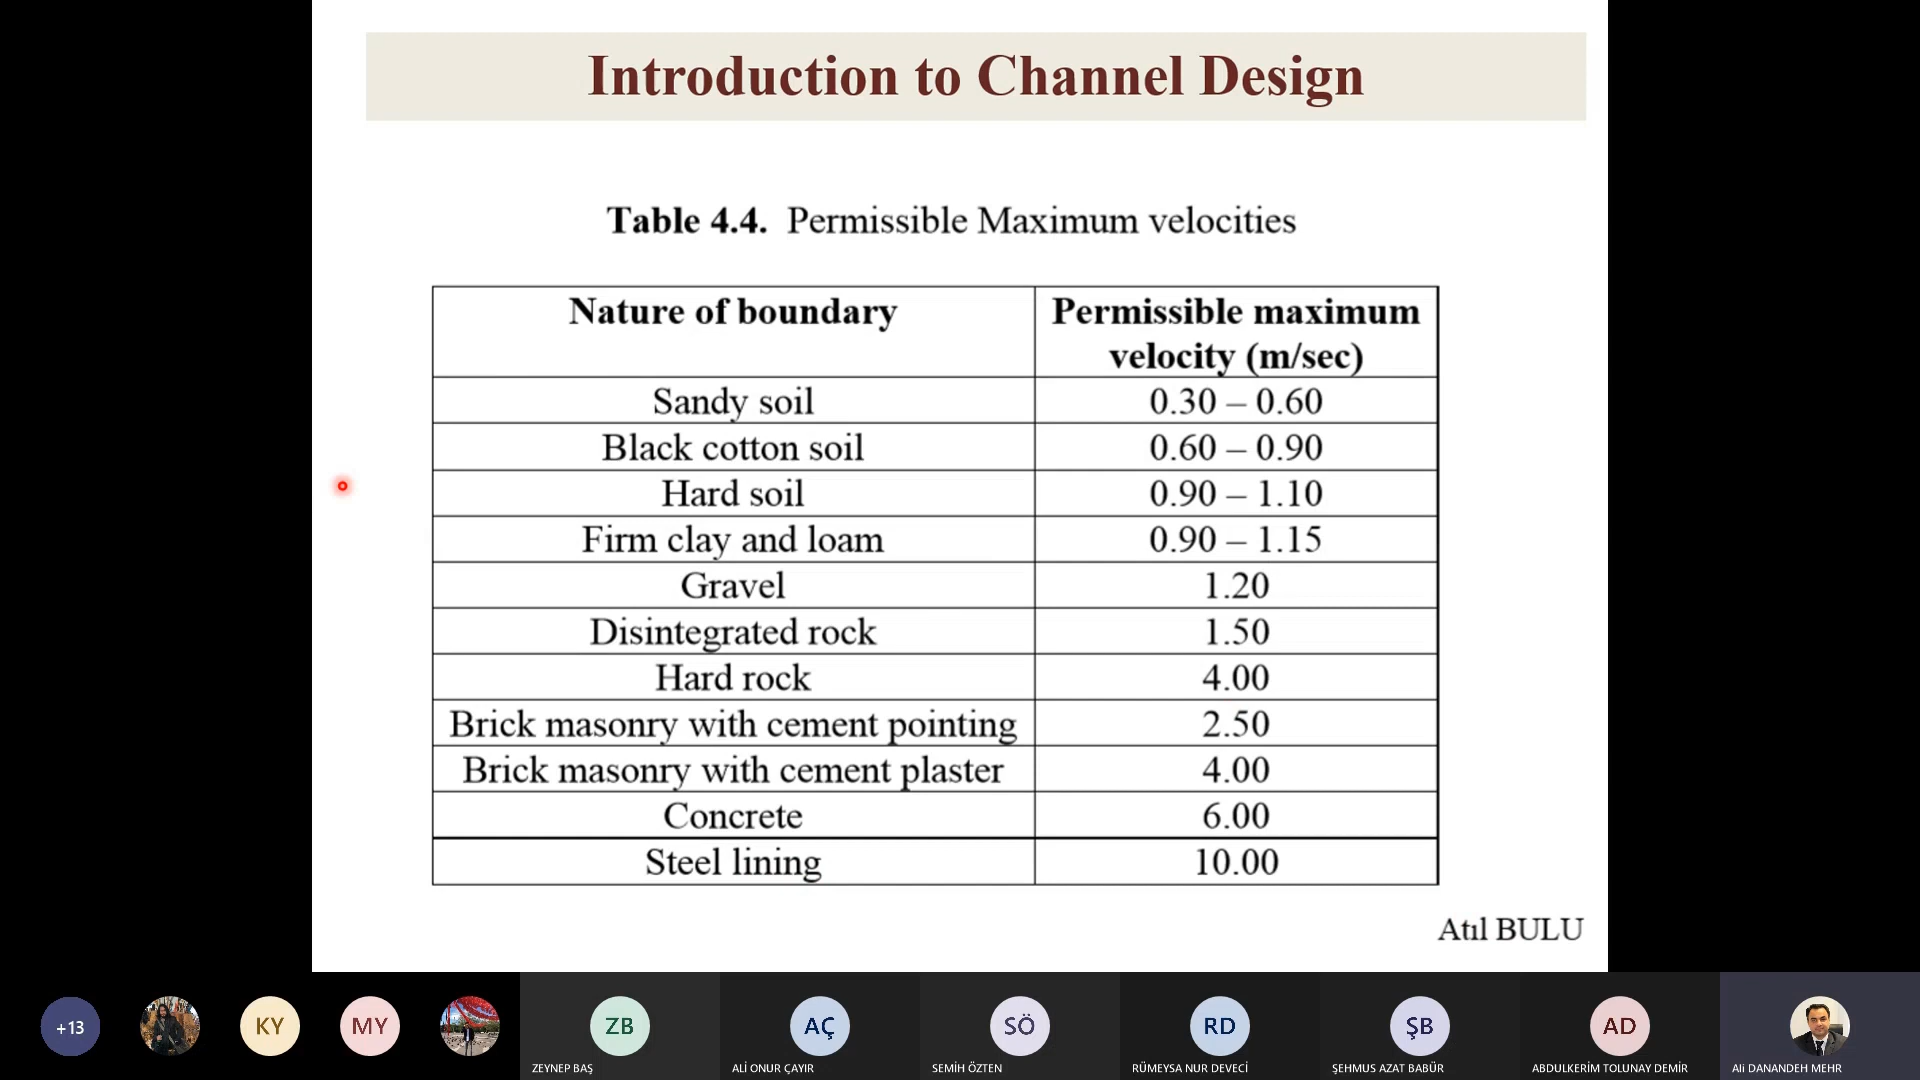 Introduction to Channel Design
Table 4.4. Permissible Maximum velocities
Nature of boundary Permissible maximum
velocity (m/sec)
Sandy soil 0.30 – 0.60
Black cotton soil 0.60 – 0.90
Hard soil 0.90 – 1.10
Firm clay and loam 0.90 – 1.15
Gravel 1.20
Disintegrated rock 1.50
Hard rock 4.00
Brick masonry with cement pointing 2.50
Brick masonry with cement plaster 4.00
Concrete 6.00
Steel lining 10.00
Atıl BULU
+13 KY MY ZB AÇ SÖ RD ŞB AD
ZEYNEP BAŞ ALİ ONUR ÇAYIR SEMİH ÖZTEN RÜMEYSA NUR DEVECİ ŞEHMUS AZAT BABÜR ABDULKERİM TOLUNAY DEMİR Ali DANANDEH MEHR